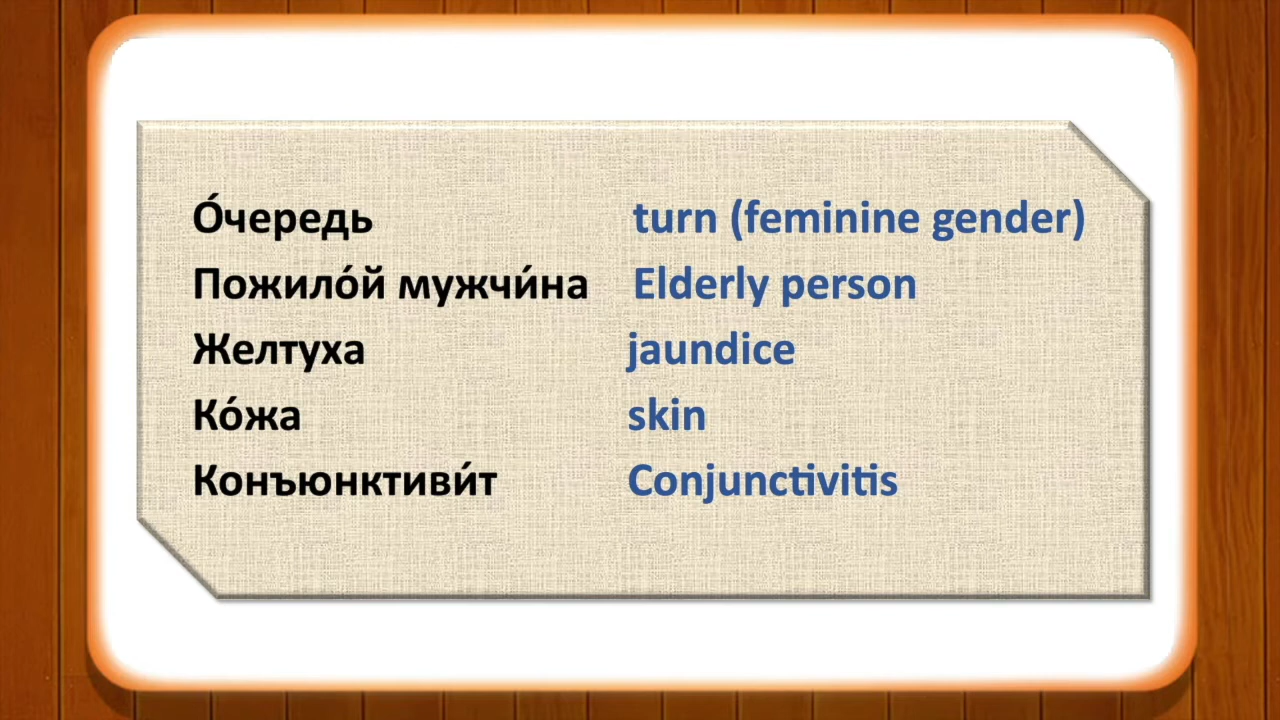 О́чередь turn (feminine gender)
Пожило́й мужчи́на Elderly person
Желтуха jaundice
Ко́жа skin
Конъюнктиви́т Conjunctivitis